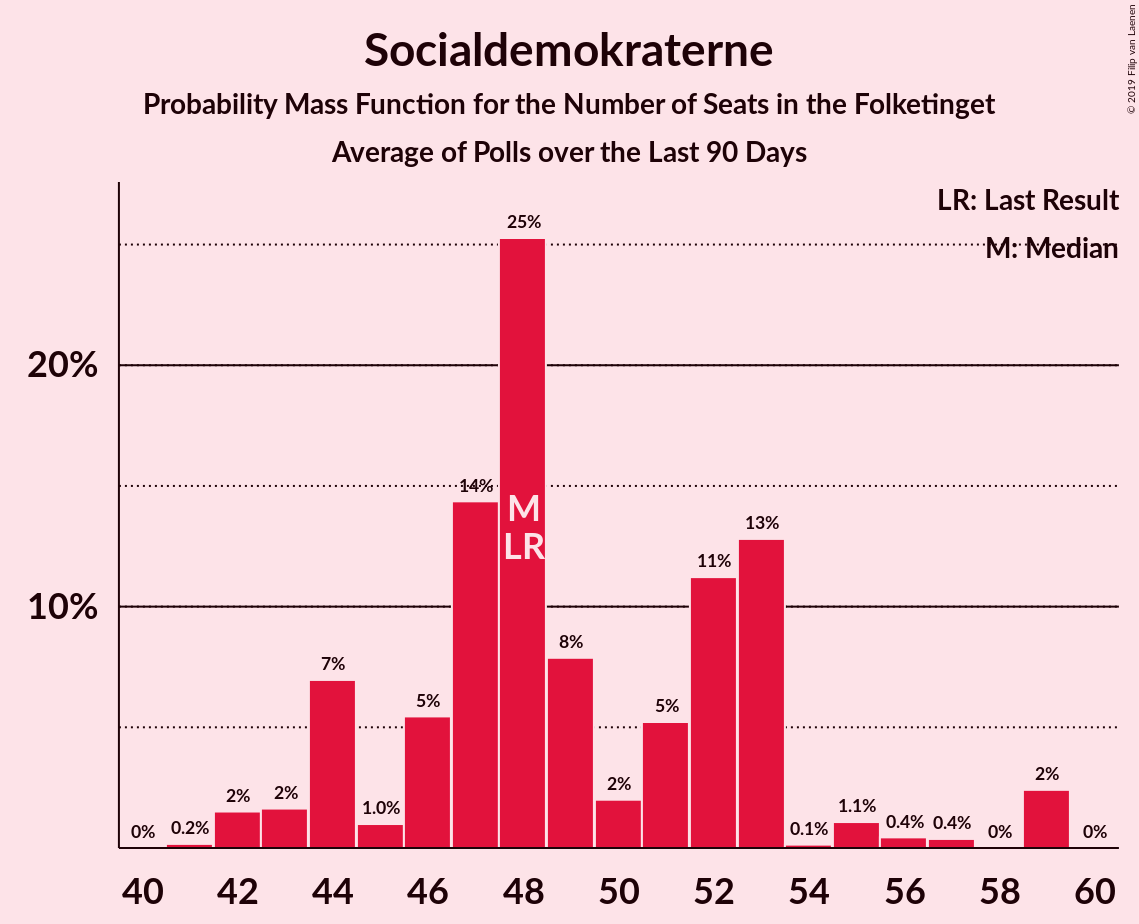 Socialdemokraterne
Probability Mass Function for the Number of Seats in the Folketinget
Average of Polls over the Last 90 Days
© 2019 Filip van Laenen
LR: Last Result
M: Median
20%
10%
0%
0.2%
2%
2%
7%
1.0%
5%
14%
25%
8%
2%
5%
11%
13%
0.1%
1.1%
0.4%
0.4%
0%
2%
0%
M
LR
40 42 44 46 48 50 52 54 56 58 60